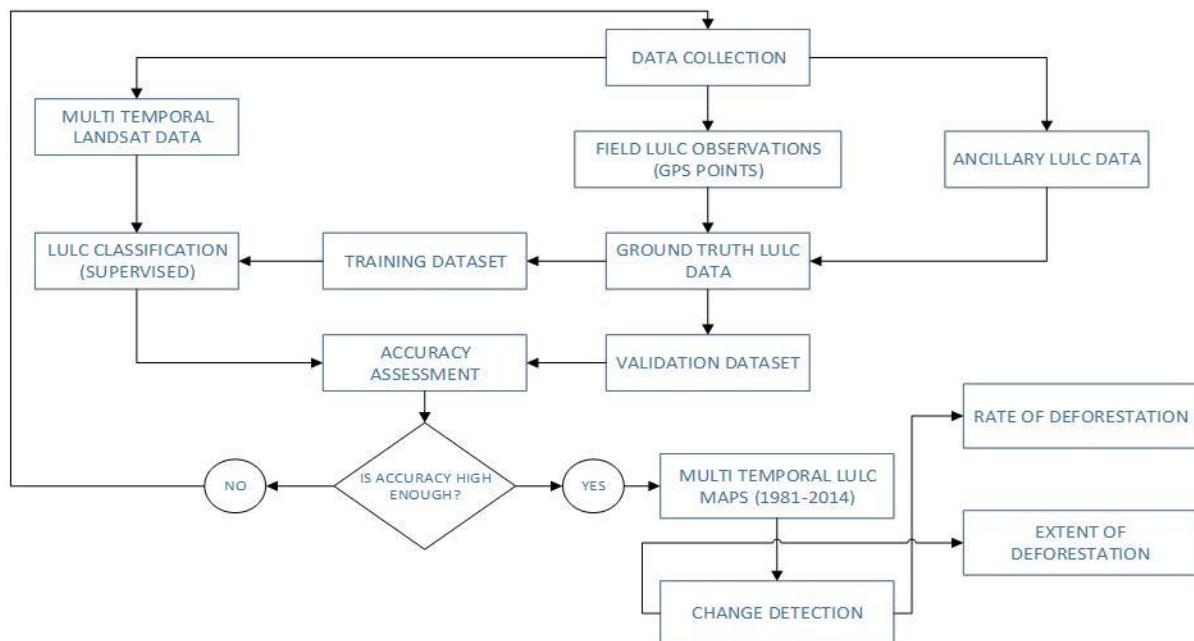 DATA COLLECTION
MULTI TEMPORAL
LANDSAT DATA
FIELD LULC OBSERVATIONS
(GPS POINTS)
ANCILLARY LULC DATA
LULC CLASSIFICATION
(SUPERVISED)
TRAINING DATASET
GROUND TRUTH LULC
DATA
ACCURACY
ASSESSMENT
VALIDATION DATASET
RATE OF DEFORESTATION
NO
IS ACCURACY HIGH
ENOUGH?
YES
MULTI TEMPORAL LULC
MAPS (1981-2014)
EXTENT OF
DEFORESTATION
CHANGE DETECTION